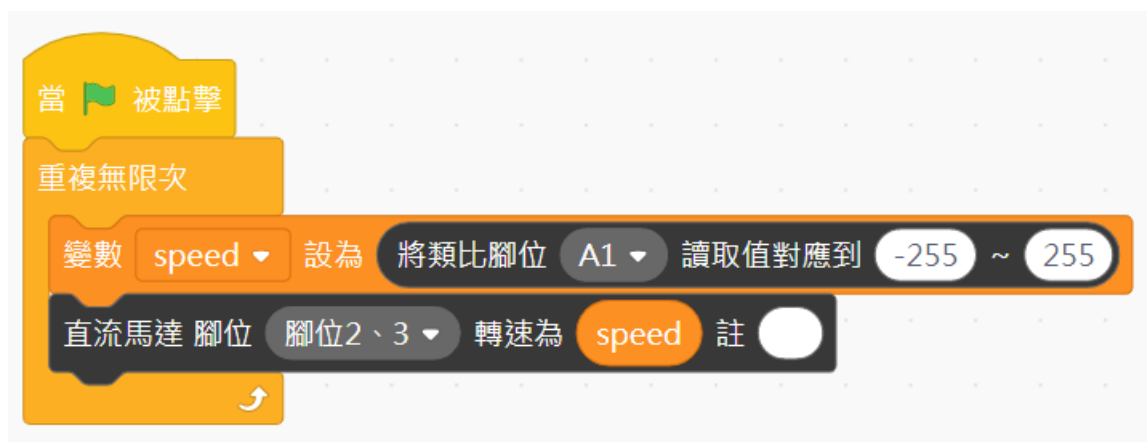 當 被點擊
重複無限次
變數 speed 設為 將類比腳位 A1 讀取值對應到 -255 ~ 255
直流馬達 腳位 腳位2、3 轉速為 speed 註